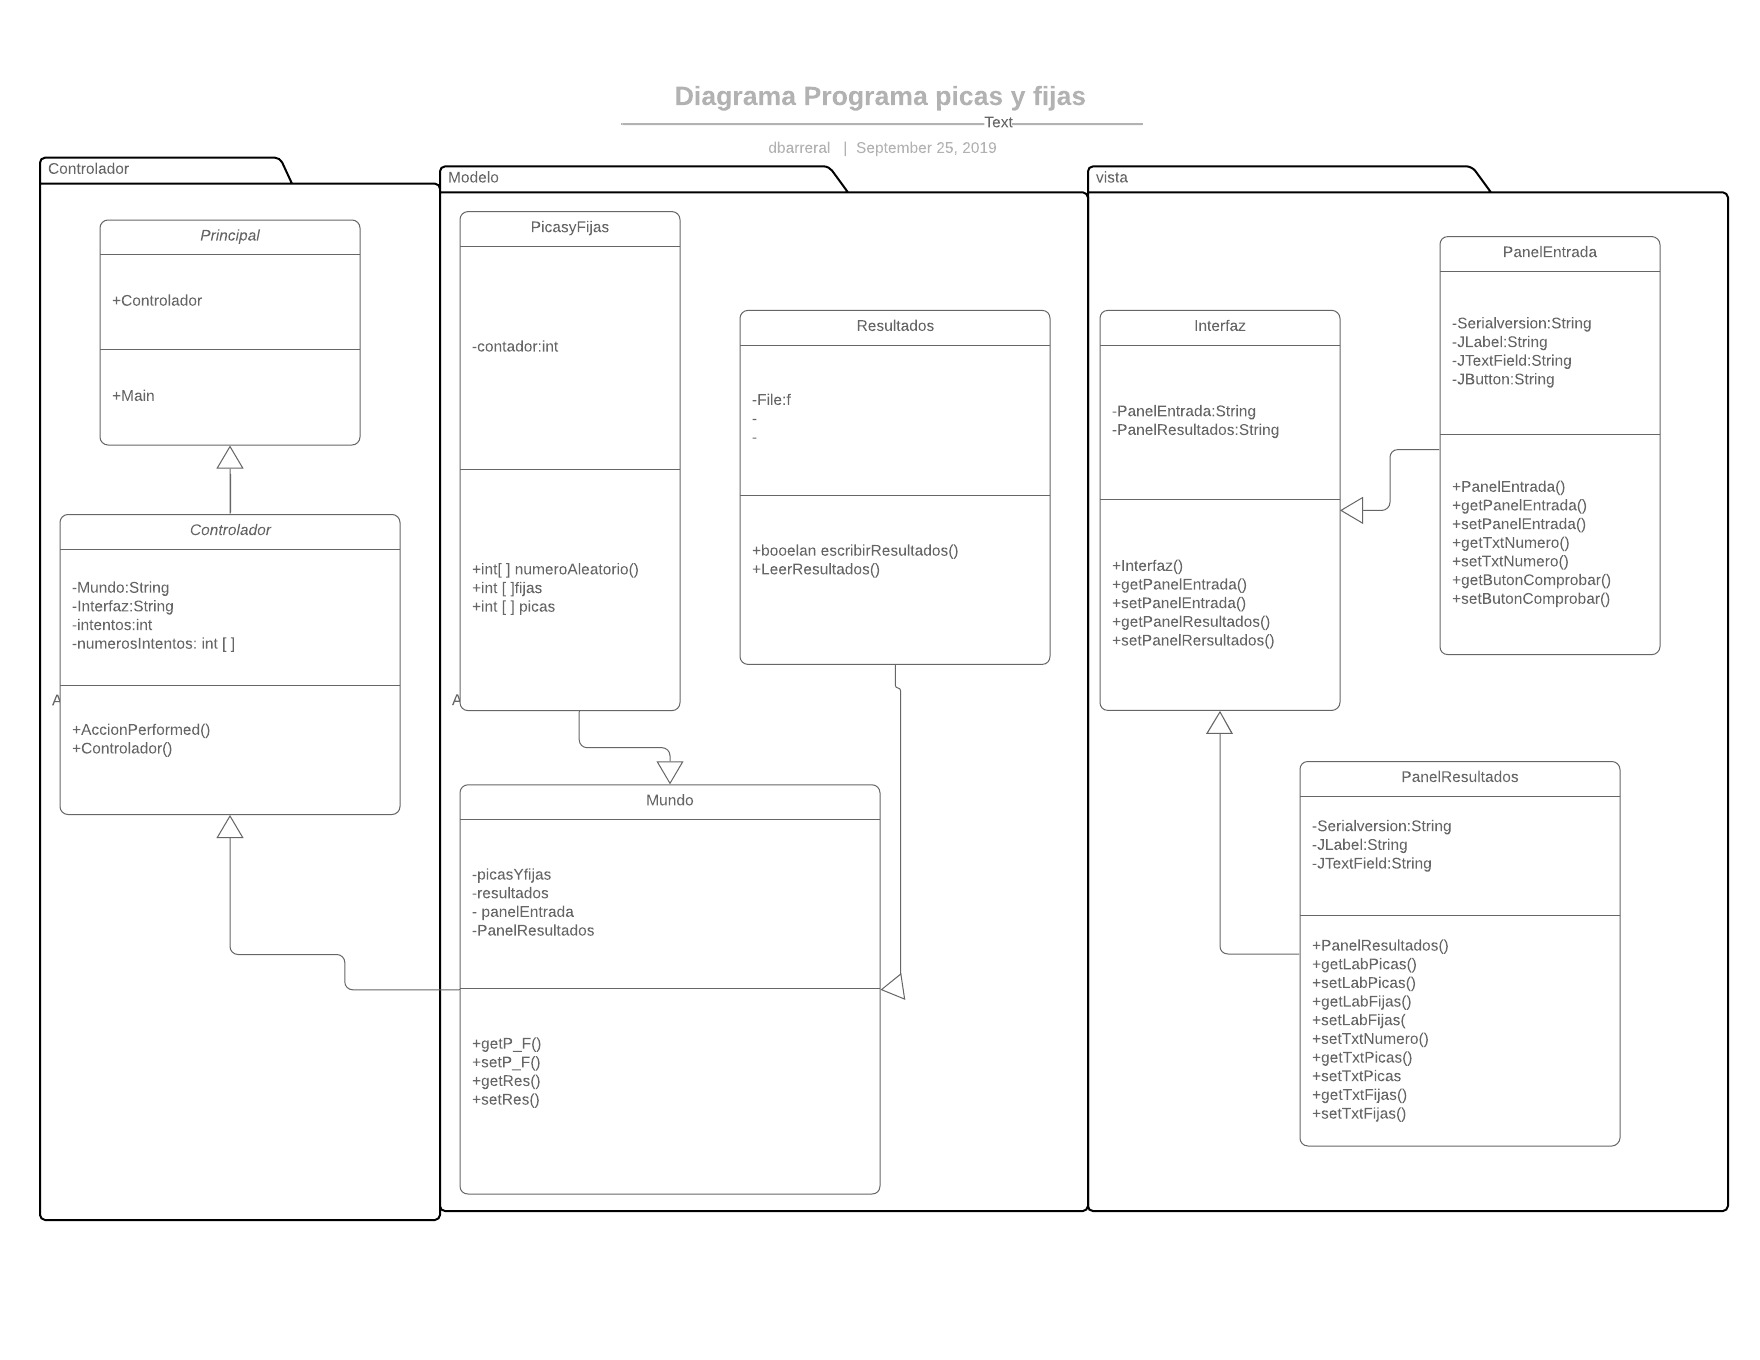 Diagrama Programa picas y fijas
Text
dbarreral | September 25, 2019
Controlador
Principal
+Controlador
+Main
Controlador
-Mundo:String
-Interfaz:String
-intentos:int
-numerosIntentos: int [ ]
A
+AccionPerformed()
+Controlador()
Modelo
PicasyFijas
-contador:int
+int[ ] numeroAleatorio()
+int [ ]fijas
+int [ ] picas
A
Resultados
-File:f
-
-
+booelan escribirResultados()
+LeerResultados()
Mundo
-picasYfijas
-resultados
- panelEntrada
-PanelResultados
+getP_F()
+setP_F()
+getRes()
+setRes()
vista
Interfaz
-PanelEntrada:String
-PanelResultados:String
+Interfaz()
+getPanelEntrada()
+setPanelEntrada()
+getPanelResultados()
+setPanelRersultados()
PanelEntrada
-Serialversion:String
-JLabel:String
-JTextField:String
-JButton:String
+PanelEntrada()
+getPanelEntrada()
+setPanelEntrada()
+getTxtNumero()
+setTxtNumero()
+getButonComprobar()
+setButonComprobar()
PanelResultados
-Serialversion:String
-JLabel:String
-JTextField:String
+PanelResultados()
+getLabPicas()
+setLabPicas()
+getLabFijas()
+setLabFijas(
+setTxtNumero()
+getTxtPicas()
+setTxtPicas
+getTxtFijas()
+setTxtFijas()